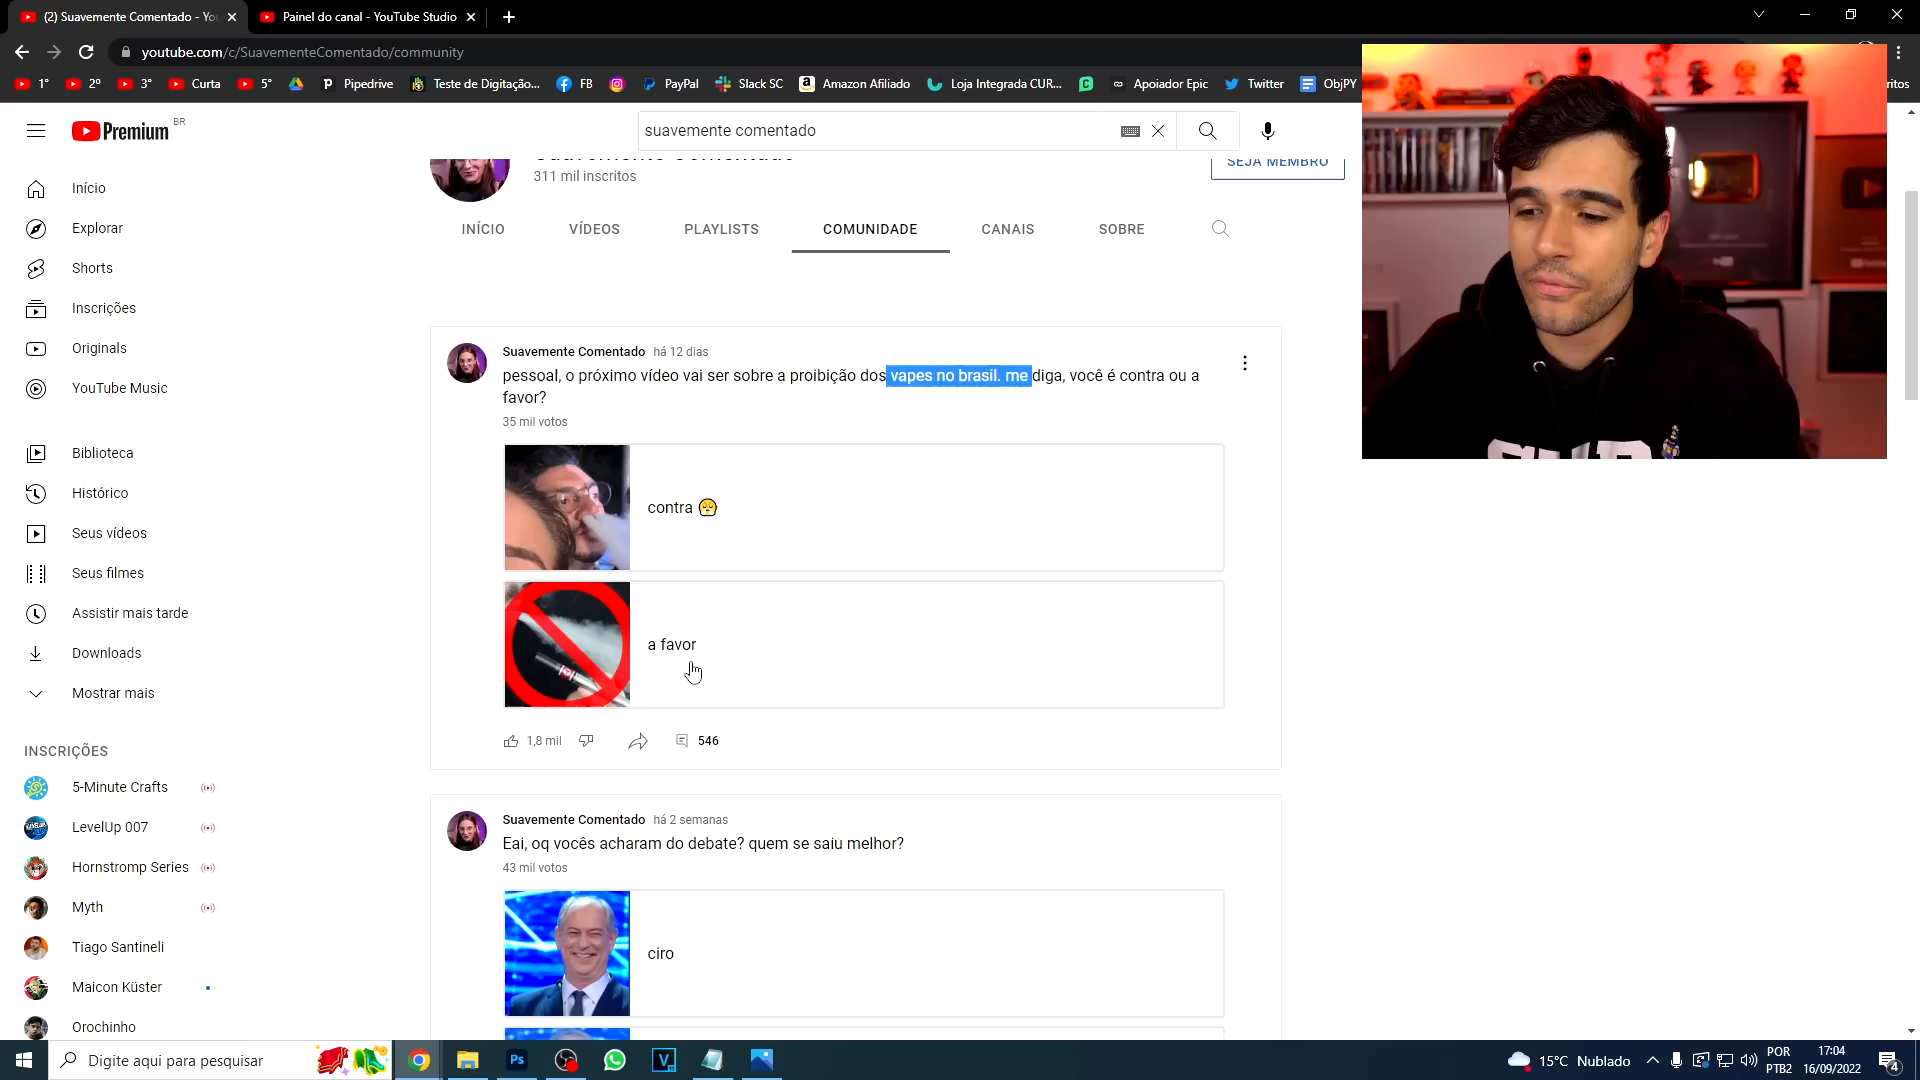 (2) Suavemente Comentado - Yo
Painel do canal - YouTube Studio
youtube.com/c/SuavementeComentado/community
1°
2º
3°
Curta
5°
Pipedrive
Teste de Digitação...
FB
PayPal
Slack SC
Amazon Afiliado
Loja Integrada CUR...
Apoiador Epic
Twitter
ObjPY
ritos
Premium BR
suavemente comentado
Suavemente Comentado
311 mil inscritos
SEJA MEMBRO
INÍCIO
VÍDEOS
PLAYLISTS
COMUNIDADE
CANAIS
SOBRE
Início
Explorar
Shorts
Inscrições
Originals
YouTube Music
Biblioteca
Histórico
Seus vídeos
Seus filmes
Assistir mais tarde
Downloads
Mostrar mais
INSCRIÇÕES
5-Minute Crafts
LevelUp 007
Hornstromp Series
Myth
Tiago Santineli
Maicon Küster
Orochinho
Suavemente Comentado há 12 dias
pessoal, o próximo vídeo vai ser sobre a proibição dos vapes no brasil. me diga, você é contra ou a
favor?
35 mil votos
contra
a favor
1,8 mil
546
Suavemente Comentado há 2 semanas
Eai, oq vocês acharam do debate? quem se saiu melhor?
43 mil votos
ciro
Digite aqui para pesquisar
Ps
V
15°C Nublado
POR
PTB2
17:04
16/09/2022
4